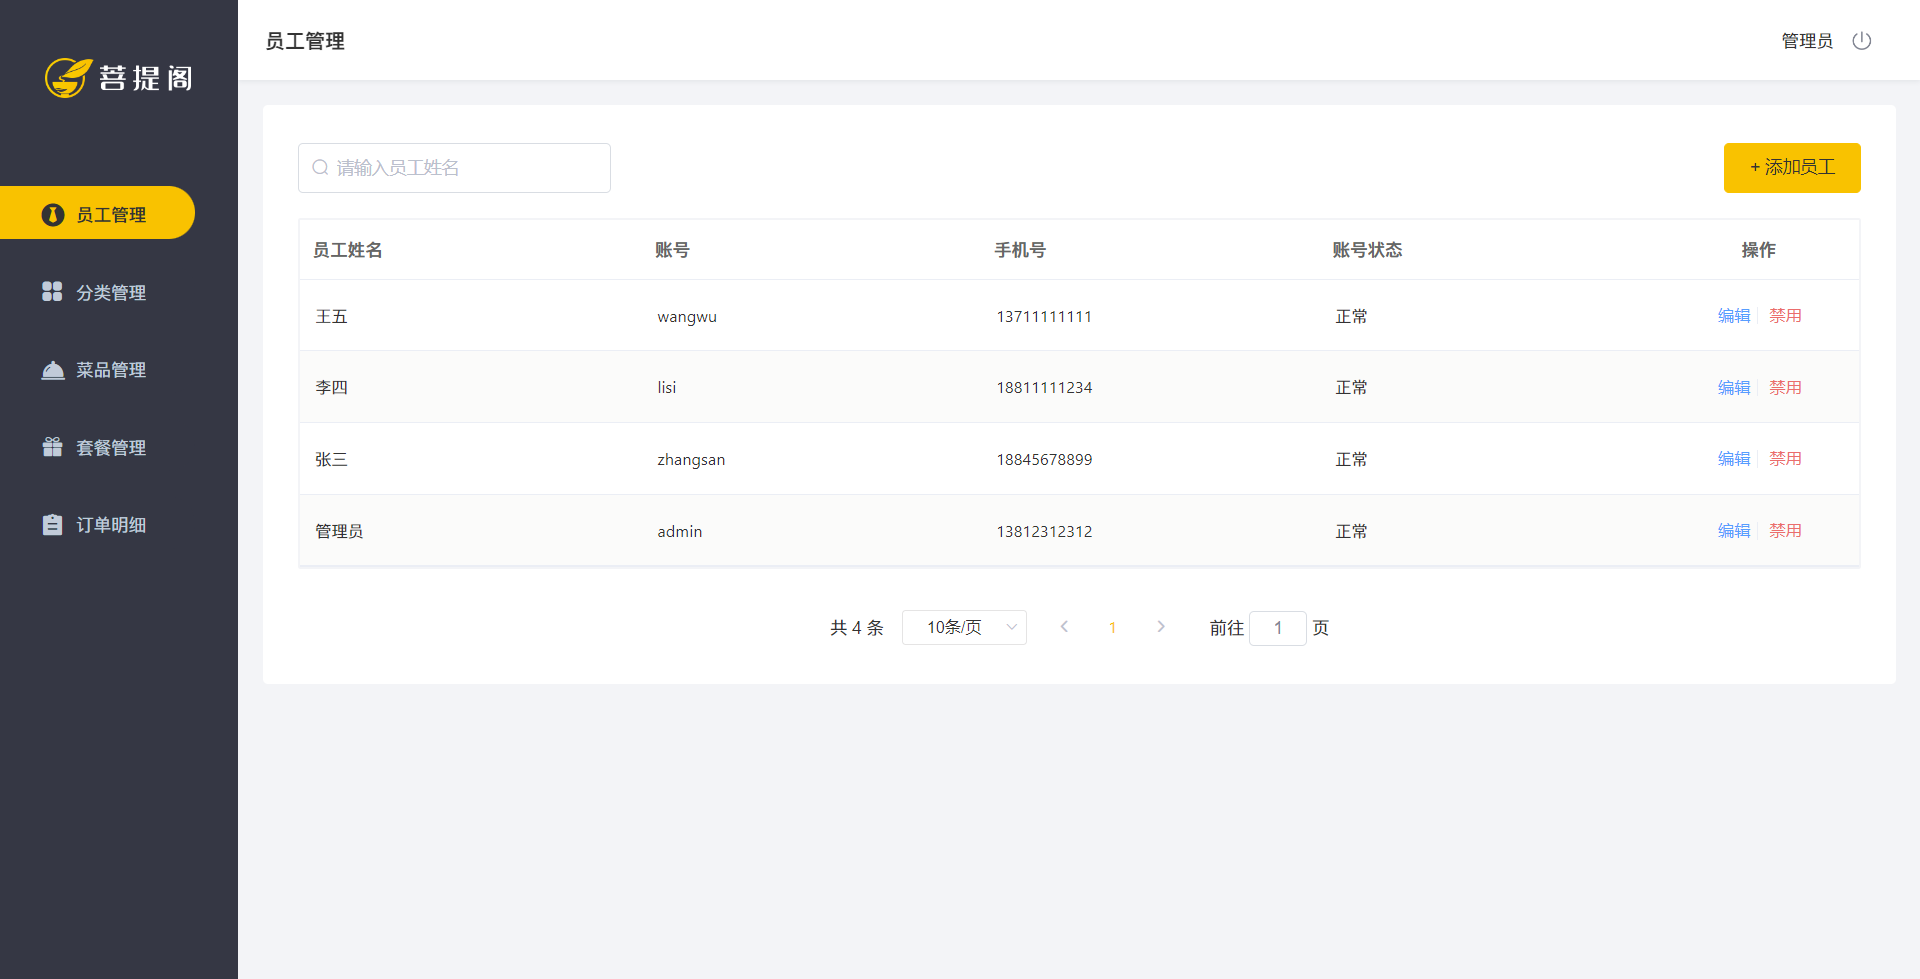 菩提阁
员工管理
分类管理
菜品管理
套餐管理
订单明细
员工管理
管理员
请输入员工姓名
+ 添加员工
员工姓名 账号 手机号 账号状态 操作
王五 wangwu 13711111111 正常 编辑 禁用
李四 lisi 18811111234 正常 编辑 禁用
张三 zhangsan 18845678899 正常 编辑 禁用
管理员 admin 13812312312 正常 编辑 禁用
共 4 条 10条/页 1 前往 1 页